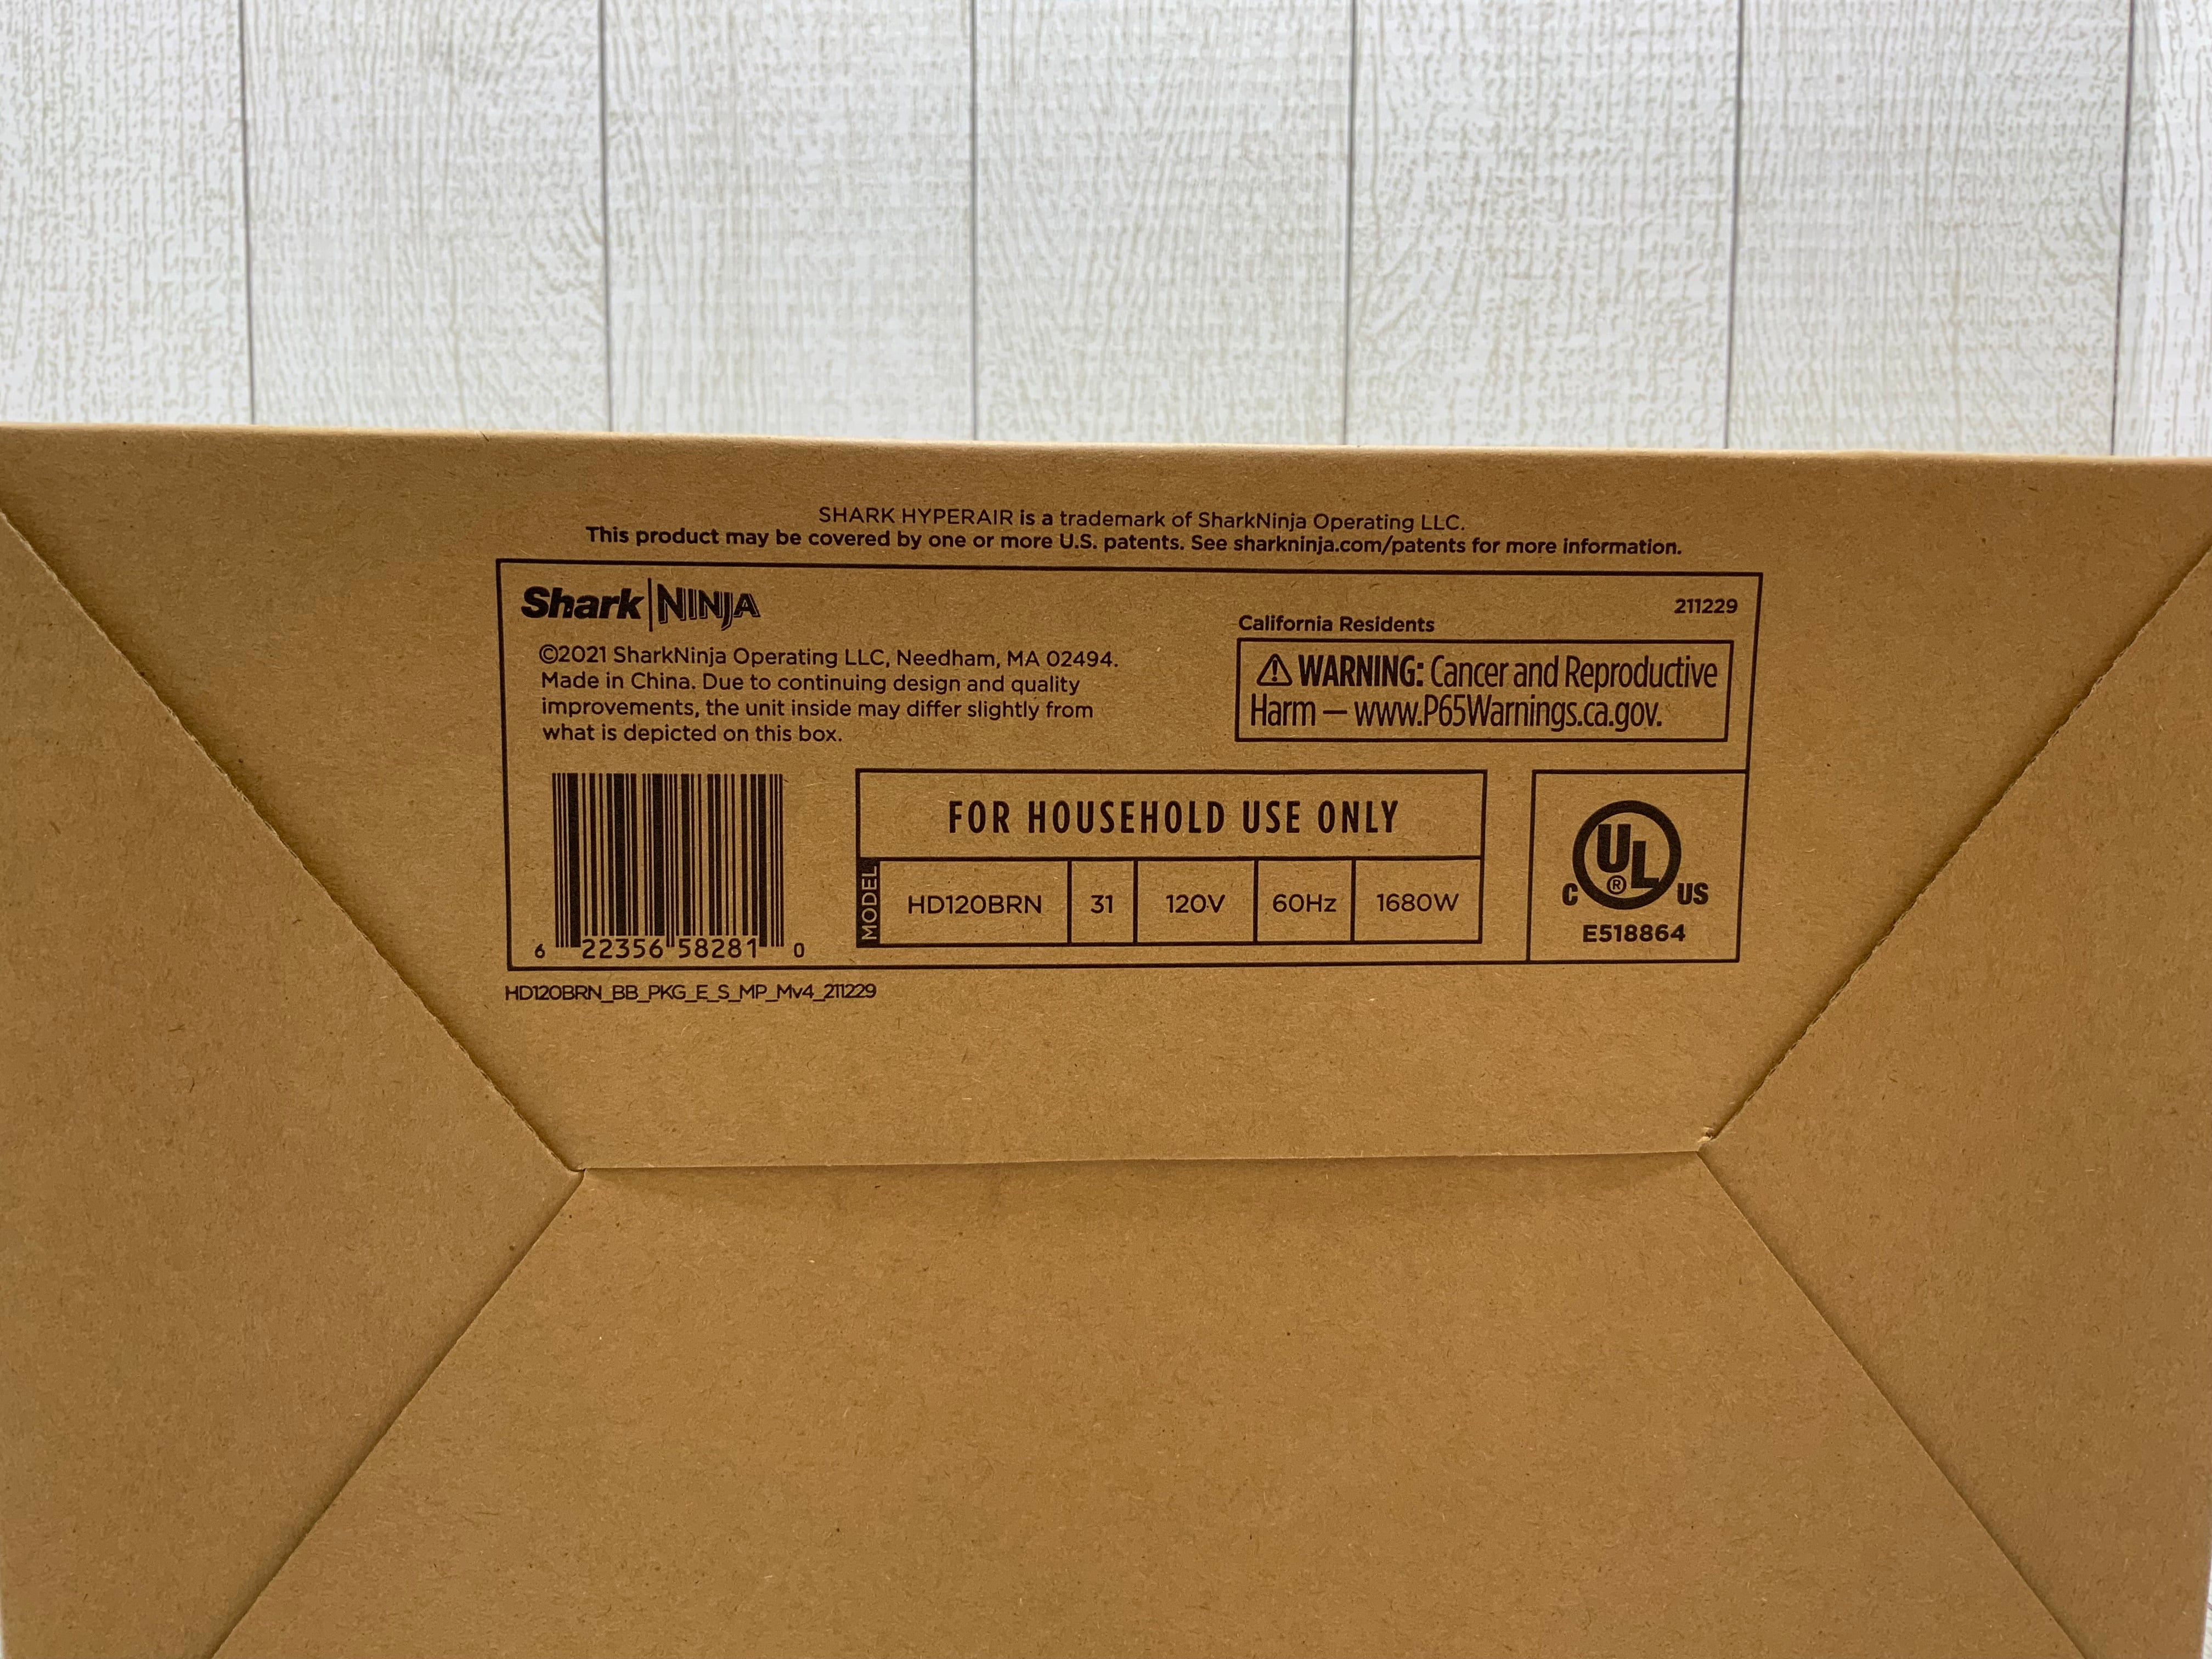 SHARK HYPERAIR is a trademark of SharkNinja Operating LLC.
This product may be covered by one or more U.S. patents. See sharkninja.com/patents for more information.
Shark NINJA
211229
©2021 SharkNinja Operating LLC, Needham, MA 02494.
Made in China. Due to continuing design and quality
improvements, the unit inside may differ slightly from
what is depicted on this box.
California Residents
⚠ WARNING: Cancer and Reproductive
Harm — www.P65Warnings.ca.gov.
6 22356 58281 0
FOR HOUSEHOLD USE ONLY
MODEL HD120BRN 31 120V 60Hz 1680W
C UL ® US
E518864
HD120BRN_BB_PKG_E_S_MP_Mv4_211229